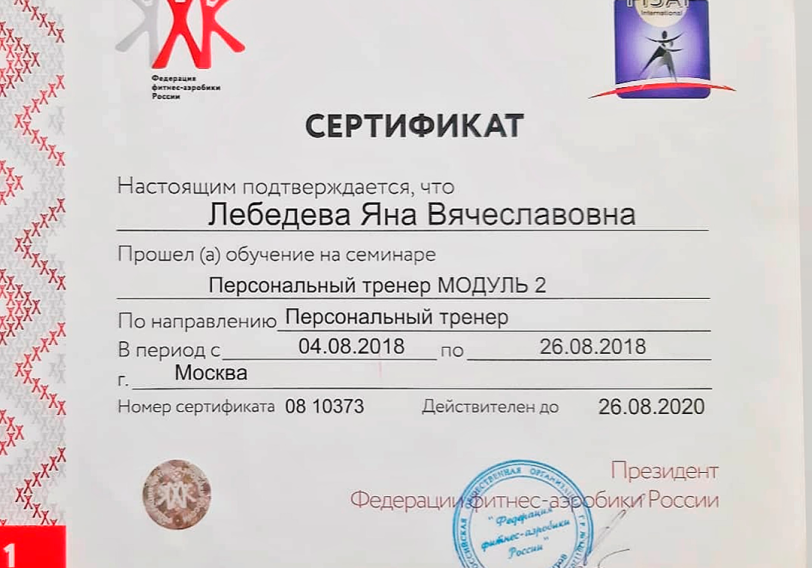 Федерация
фитнес-аэробики
России
FISAF
International
СЕРТИФИКАТ
Настоящим подтверждается, что
Лебедева Яна Вячеславовна
Прошел (а) обучение на семинаре
Персональный тренер МОДУЛЬ 2
По направлению Персональный тренер
В период с 04.08.2018 по 26.08.2018
г. Москва
Номер сертификата 08 10373 Действителен до 26.08.2020
Президент
Федерации фитнес-аэробики России
"Федерация
фитнес-аэробики
России"
1